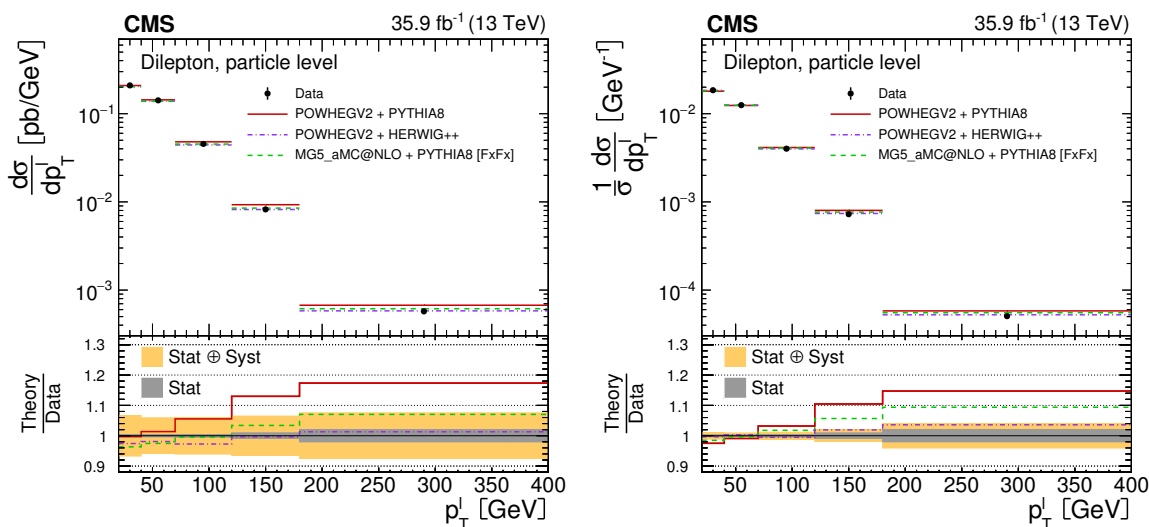 CMS 35.9 fb⁻¹ (13 TeV)
Dilepton, particle level
Data
POWHEGV2 + PYTHIA8
POWHEGV2 + HERWIG++
MG5_aMC@NLO + PYTHIA8 [FxFx]
dσ/dp_T^l [pb/GeV]
10⁻¹
10⁻²
10⁻³
Stat ⊕ Syst
Stat
Theory/Data
1.3
1.2
1.1
1
0.9
50 100 150 200 250 300 350 400
p_T^l [GeV]
CMS 35.9 fb⁻¹ (13 TeV)
Dilepton, particle level
Data
POWHEGV2 + PYTHIA8
POWHEGV2 + HERWIG++
MG5_aMC@NLO + PYTHIA8 [FxFx]
1/σ dσ/dp_T^l [GeV⁻¹]
10⁻²
10⁻³
10⁻⁴
Stat ⊕ Syst
Stat
Theory/Data
1.3
1.2
1.1
1
0.9
50 100 150 200 250 300 350 400
p_T^l [GeV]